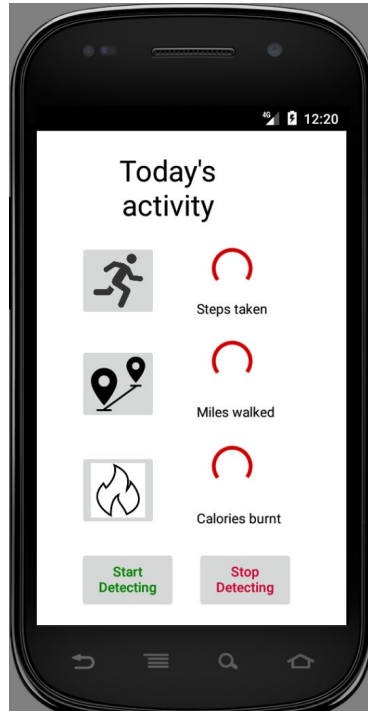 4G 12:20
Today's
activity
Steps taken
Miles walked
Calories burnt
Start Stop
Detecting Detecting